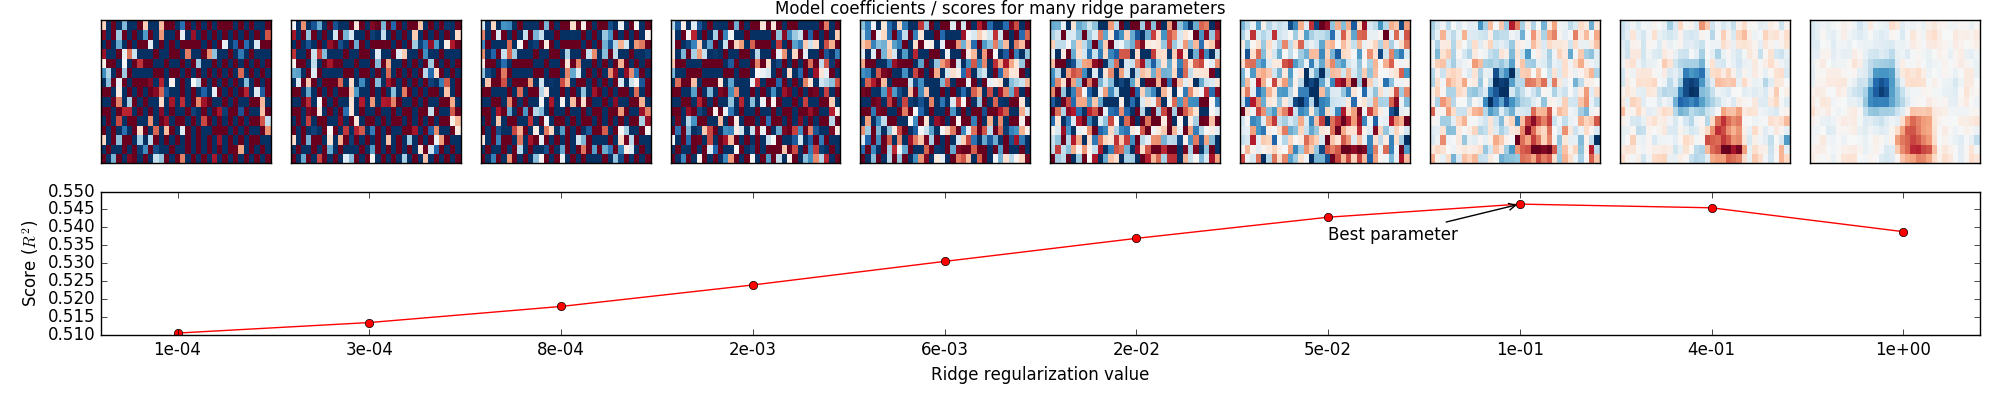 Model coefficients / scores for many ridge parameters
0.550
0.545
0.540
0.535
0.530
0.525
0.520
0.515
0.510
Score (R²)
Best parameter
1e-04 3e-04 8e-04 2e-03 6e-03 2e-02 5e-02 1e-01 4e-01 1e+00
Ridge regularization value